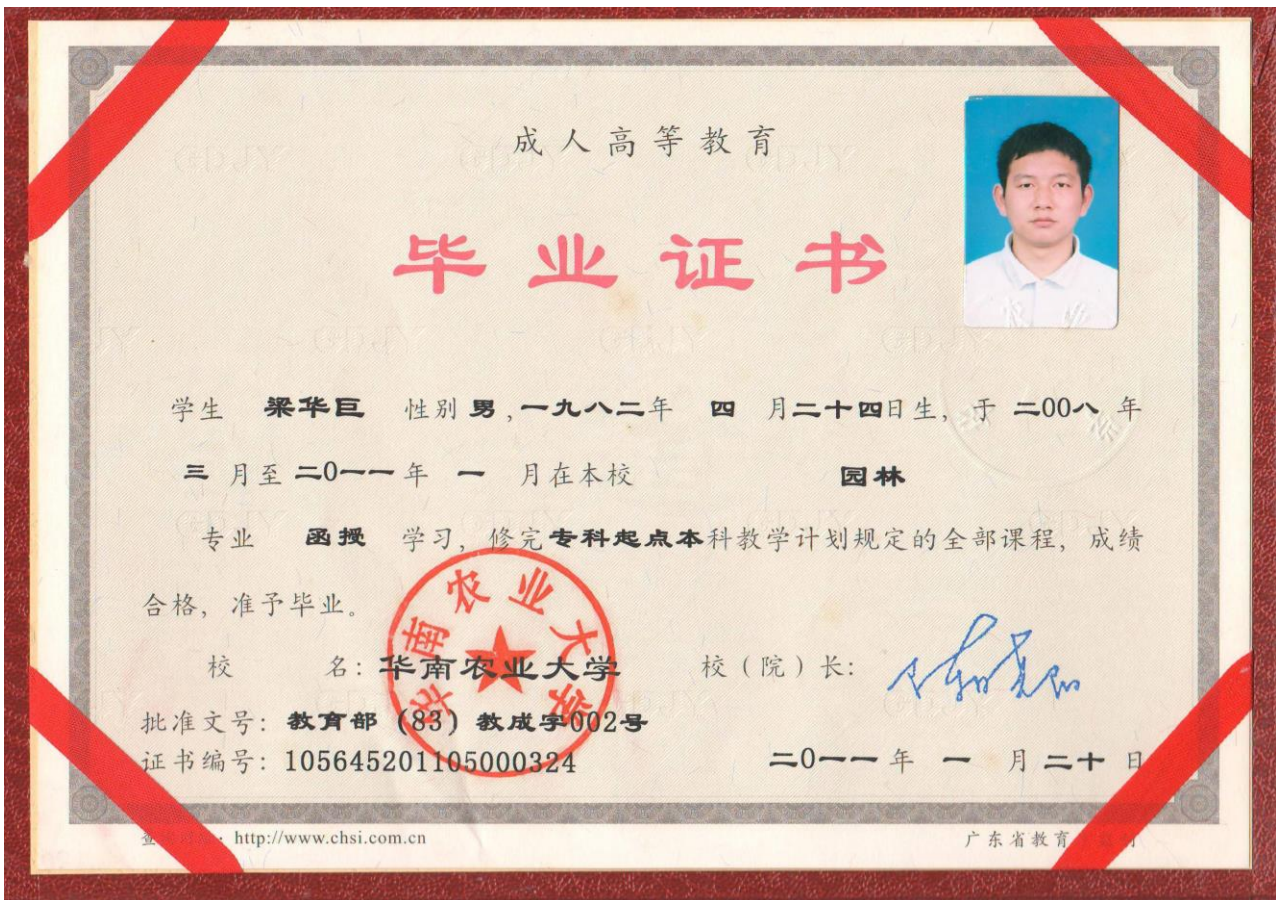 成人高等教育
毕业证书
学生 梁华巨 性别 男,一九八二年 四 月二十四日生, 于 二00八 年
三 月至 二0一一年 一 月在本校 园林
专业 函授 学习, 修完专科起点本科教学计划规定的全部课程, 成绩
合格, 准予毕业。
华南农业大学
校 名: 华南农业大学 校(院)长:
批准文号: 教育部 (83) 教成字002号
证书编号: 105645201105000324 二0一一 年 一 月 二十 日
http://www.chsi.com.cn 广东省教育